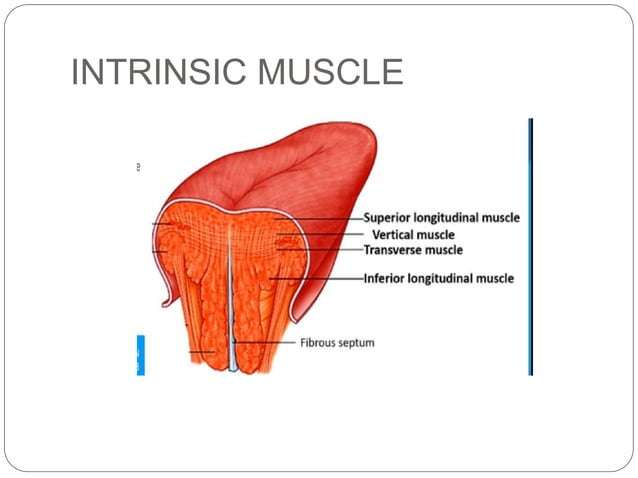 INTRINSIC MUSCLE
Superior longitudinal muscle
Vertical muscle
Transverse muscle
Inferior longitudinal muscle
Fibrous septum